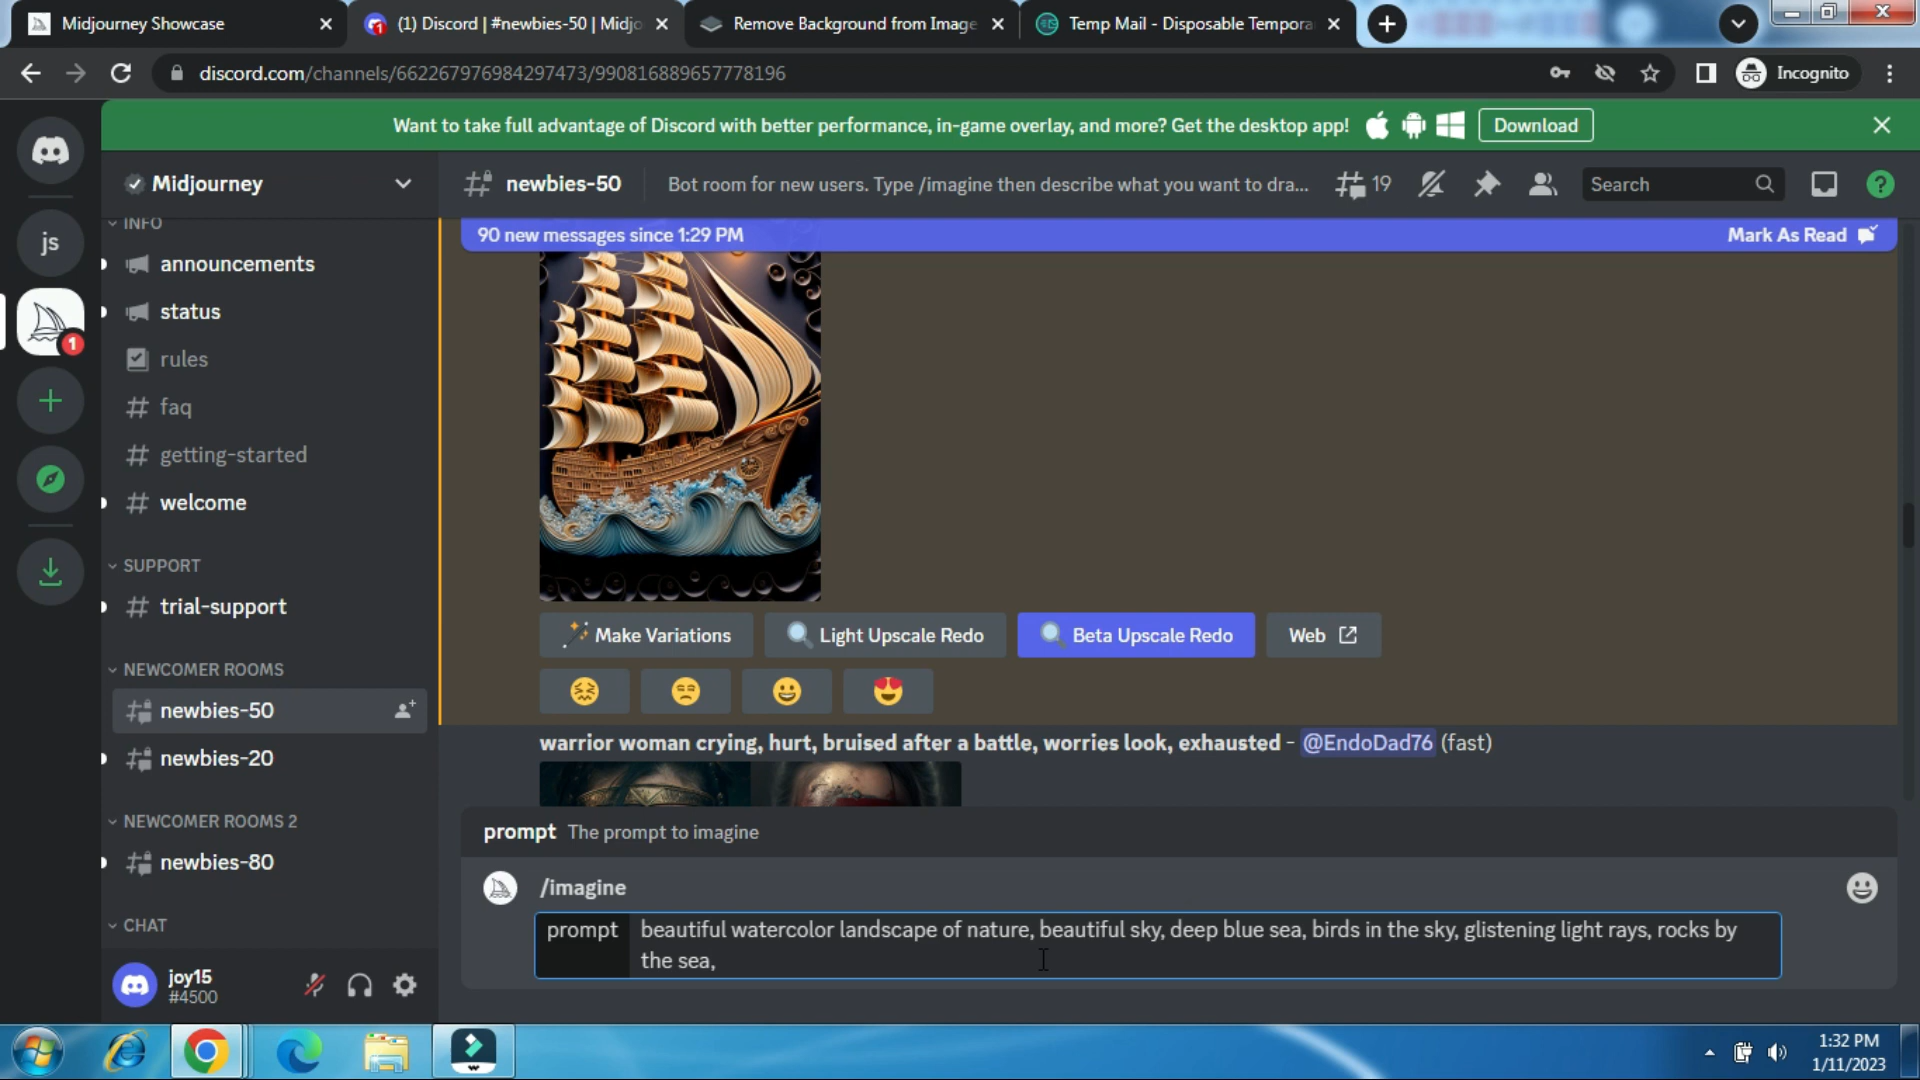 Midjourney Showcase
(1) Discord | #newbies-50 | Midjo
Remove Background from Image
Temp Mail - Disposable Tempora
discord.com/channels/662267976984297473/990816889657778196
Incognito
Want to take full advantage of Discord with better performance, in-game overlay, and more? Get the desktop app!
Download
Midjourney
newbies-50
Bot room for new users. Type /imagine then describe what you want to dra...
19
Search
js
1
INFO
announcements
status
rules
faq
getting-started
welcome
SUPPORT
trial-support
NEWCOMER ROOMS
newbies-50
newbies-20
NEWCOMER ROOMS 2
newbies-80
CHAT
joy15
#4500
90 new messages since 1:29 PM
Mark As Read
Make Variations
Light Upscale Redo
Beta Upscale Redo
Web
warrior woman crying, hurt, bruised after a battle, worries look, exhausted - @EndoDad76 (fast)
prompt The prompt to imagine
/imagine
prompt beautiful watercolor landscape of nature, beautiful sky, deep blue sea, birds in the sky, glistening light rays, rocks by
the sea,
1:32 PM
1/11/2023